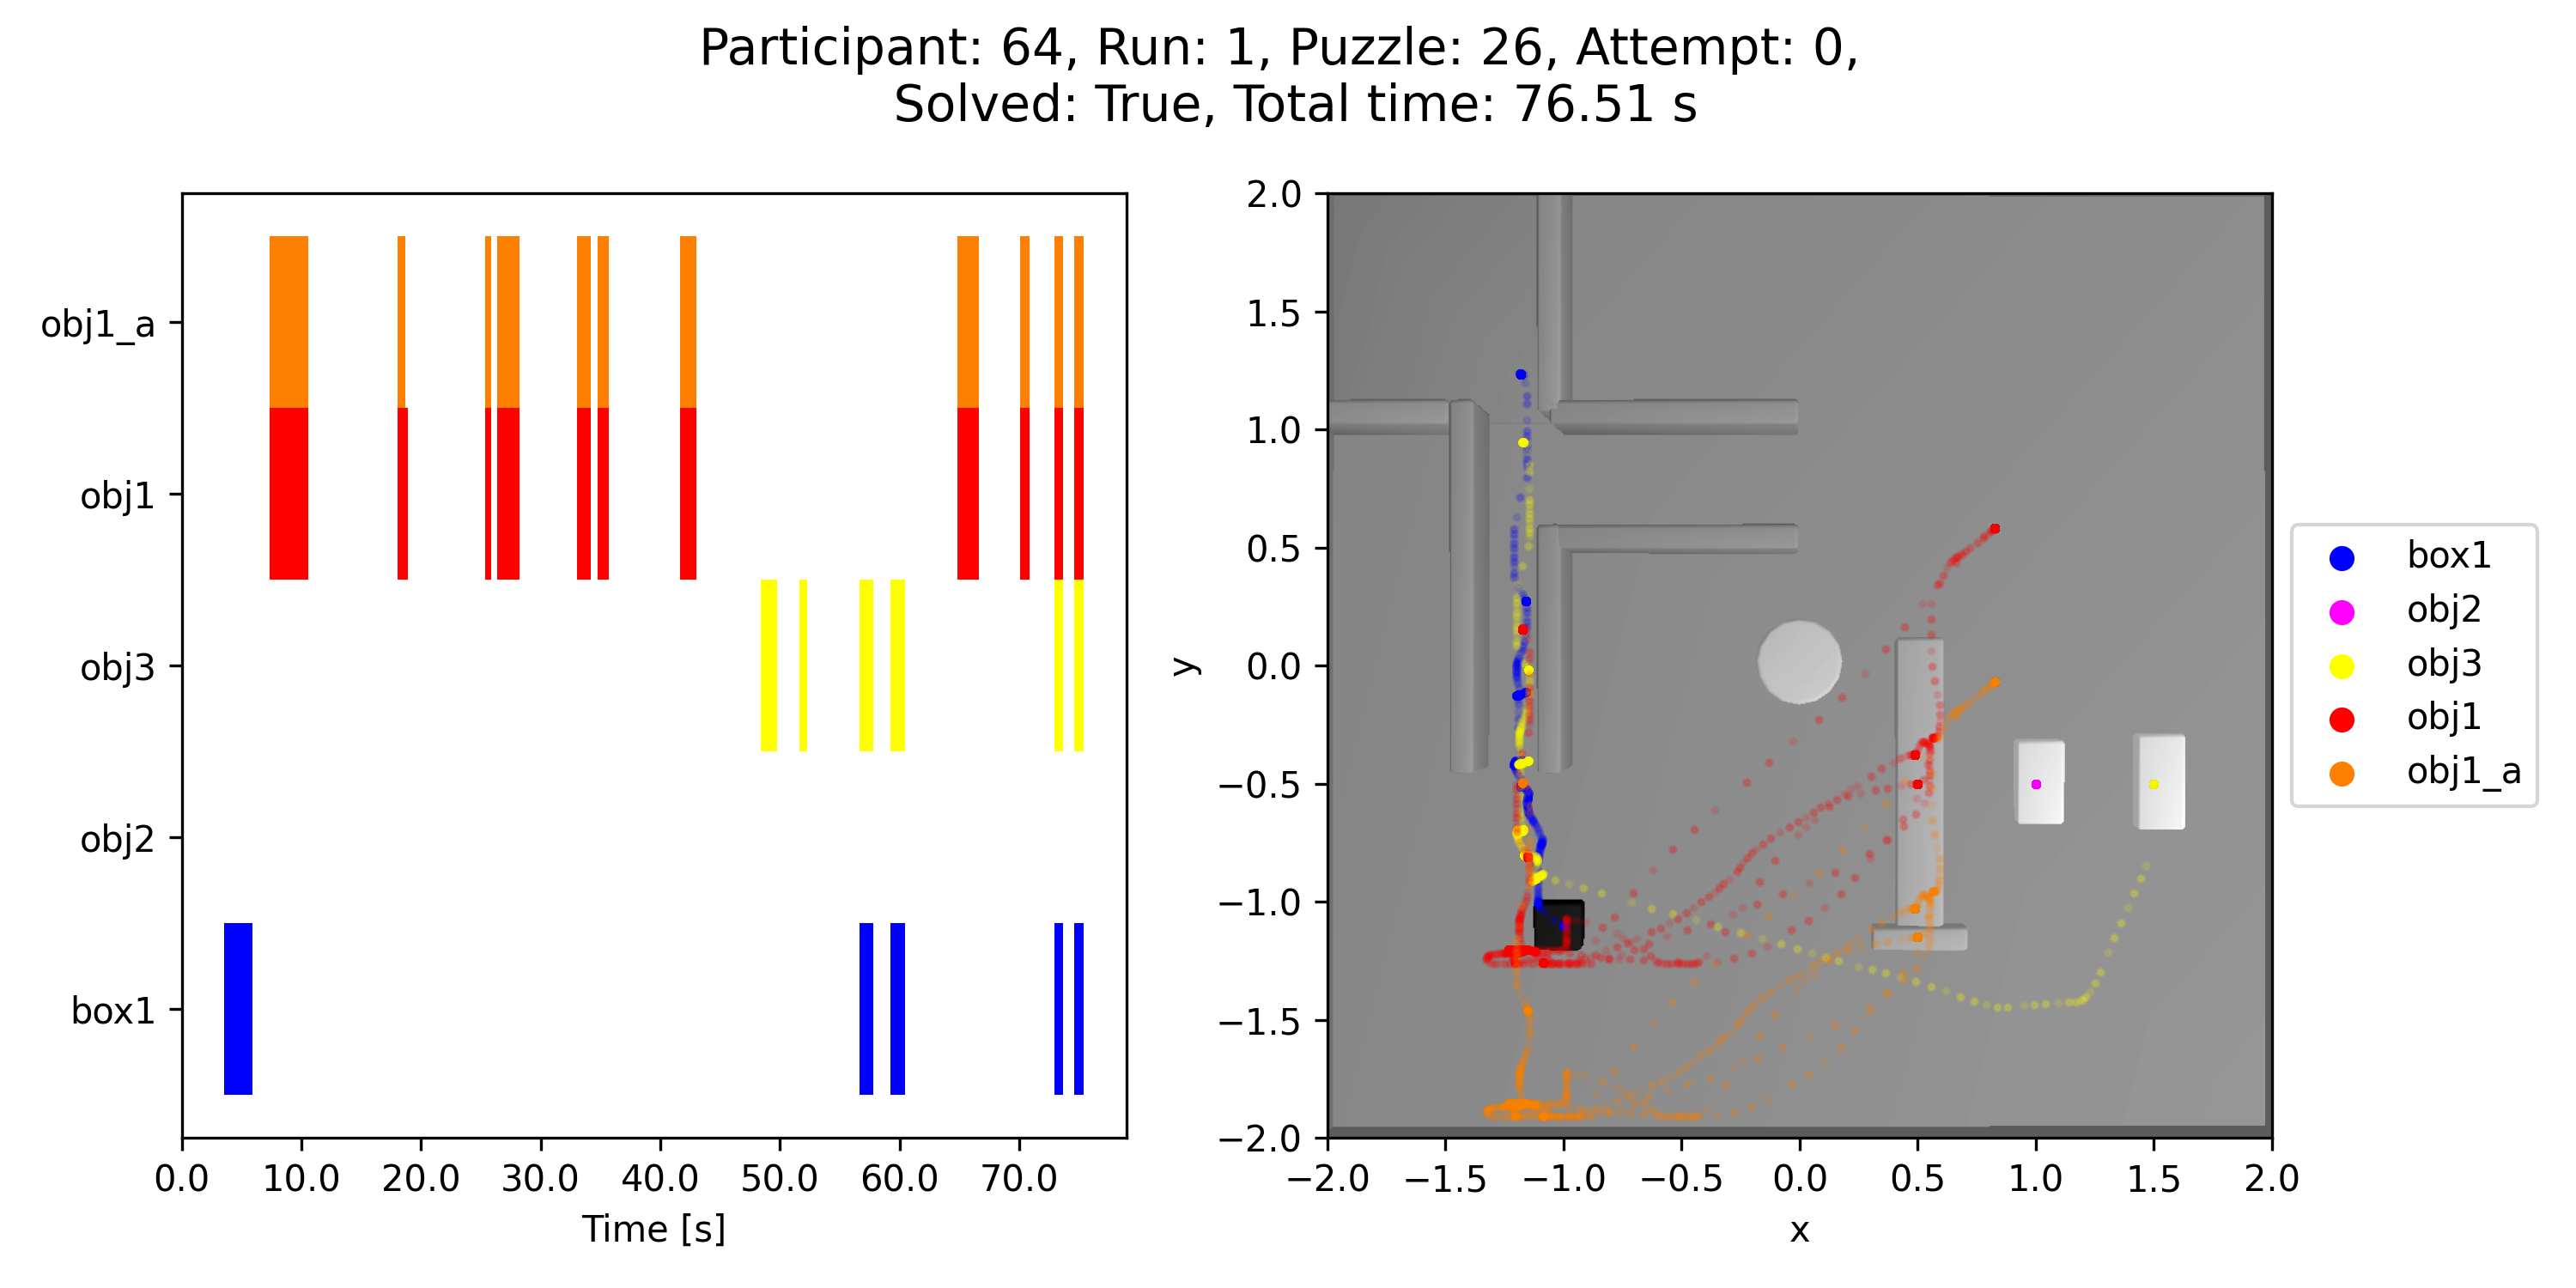 Participant: 64, Run: 1, Puzzle: 26, Attempt: 0,
Solved: True, Total time: 76.51 s
obj1_a
obj1
obj3
obj2
box1
0.0 10.0 20.0 30.0 40.0 50.0 60.0 70.0
Time [s]
2.0
1.5
1.0
0.5
0.0
−0.5
−1.0
−1.5
−2.0
y
−2.0 −1.5 −1.0 −0.5 0.0 0.5 1.0 1.5 2.0
x
box1
obj2
obj3
obj1
obj1_a